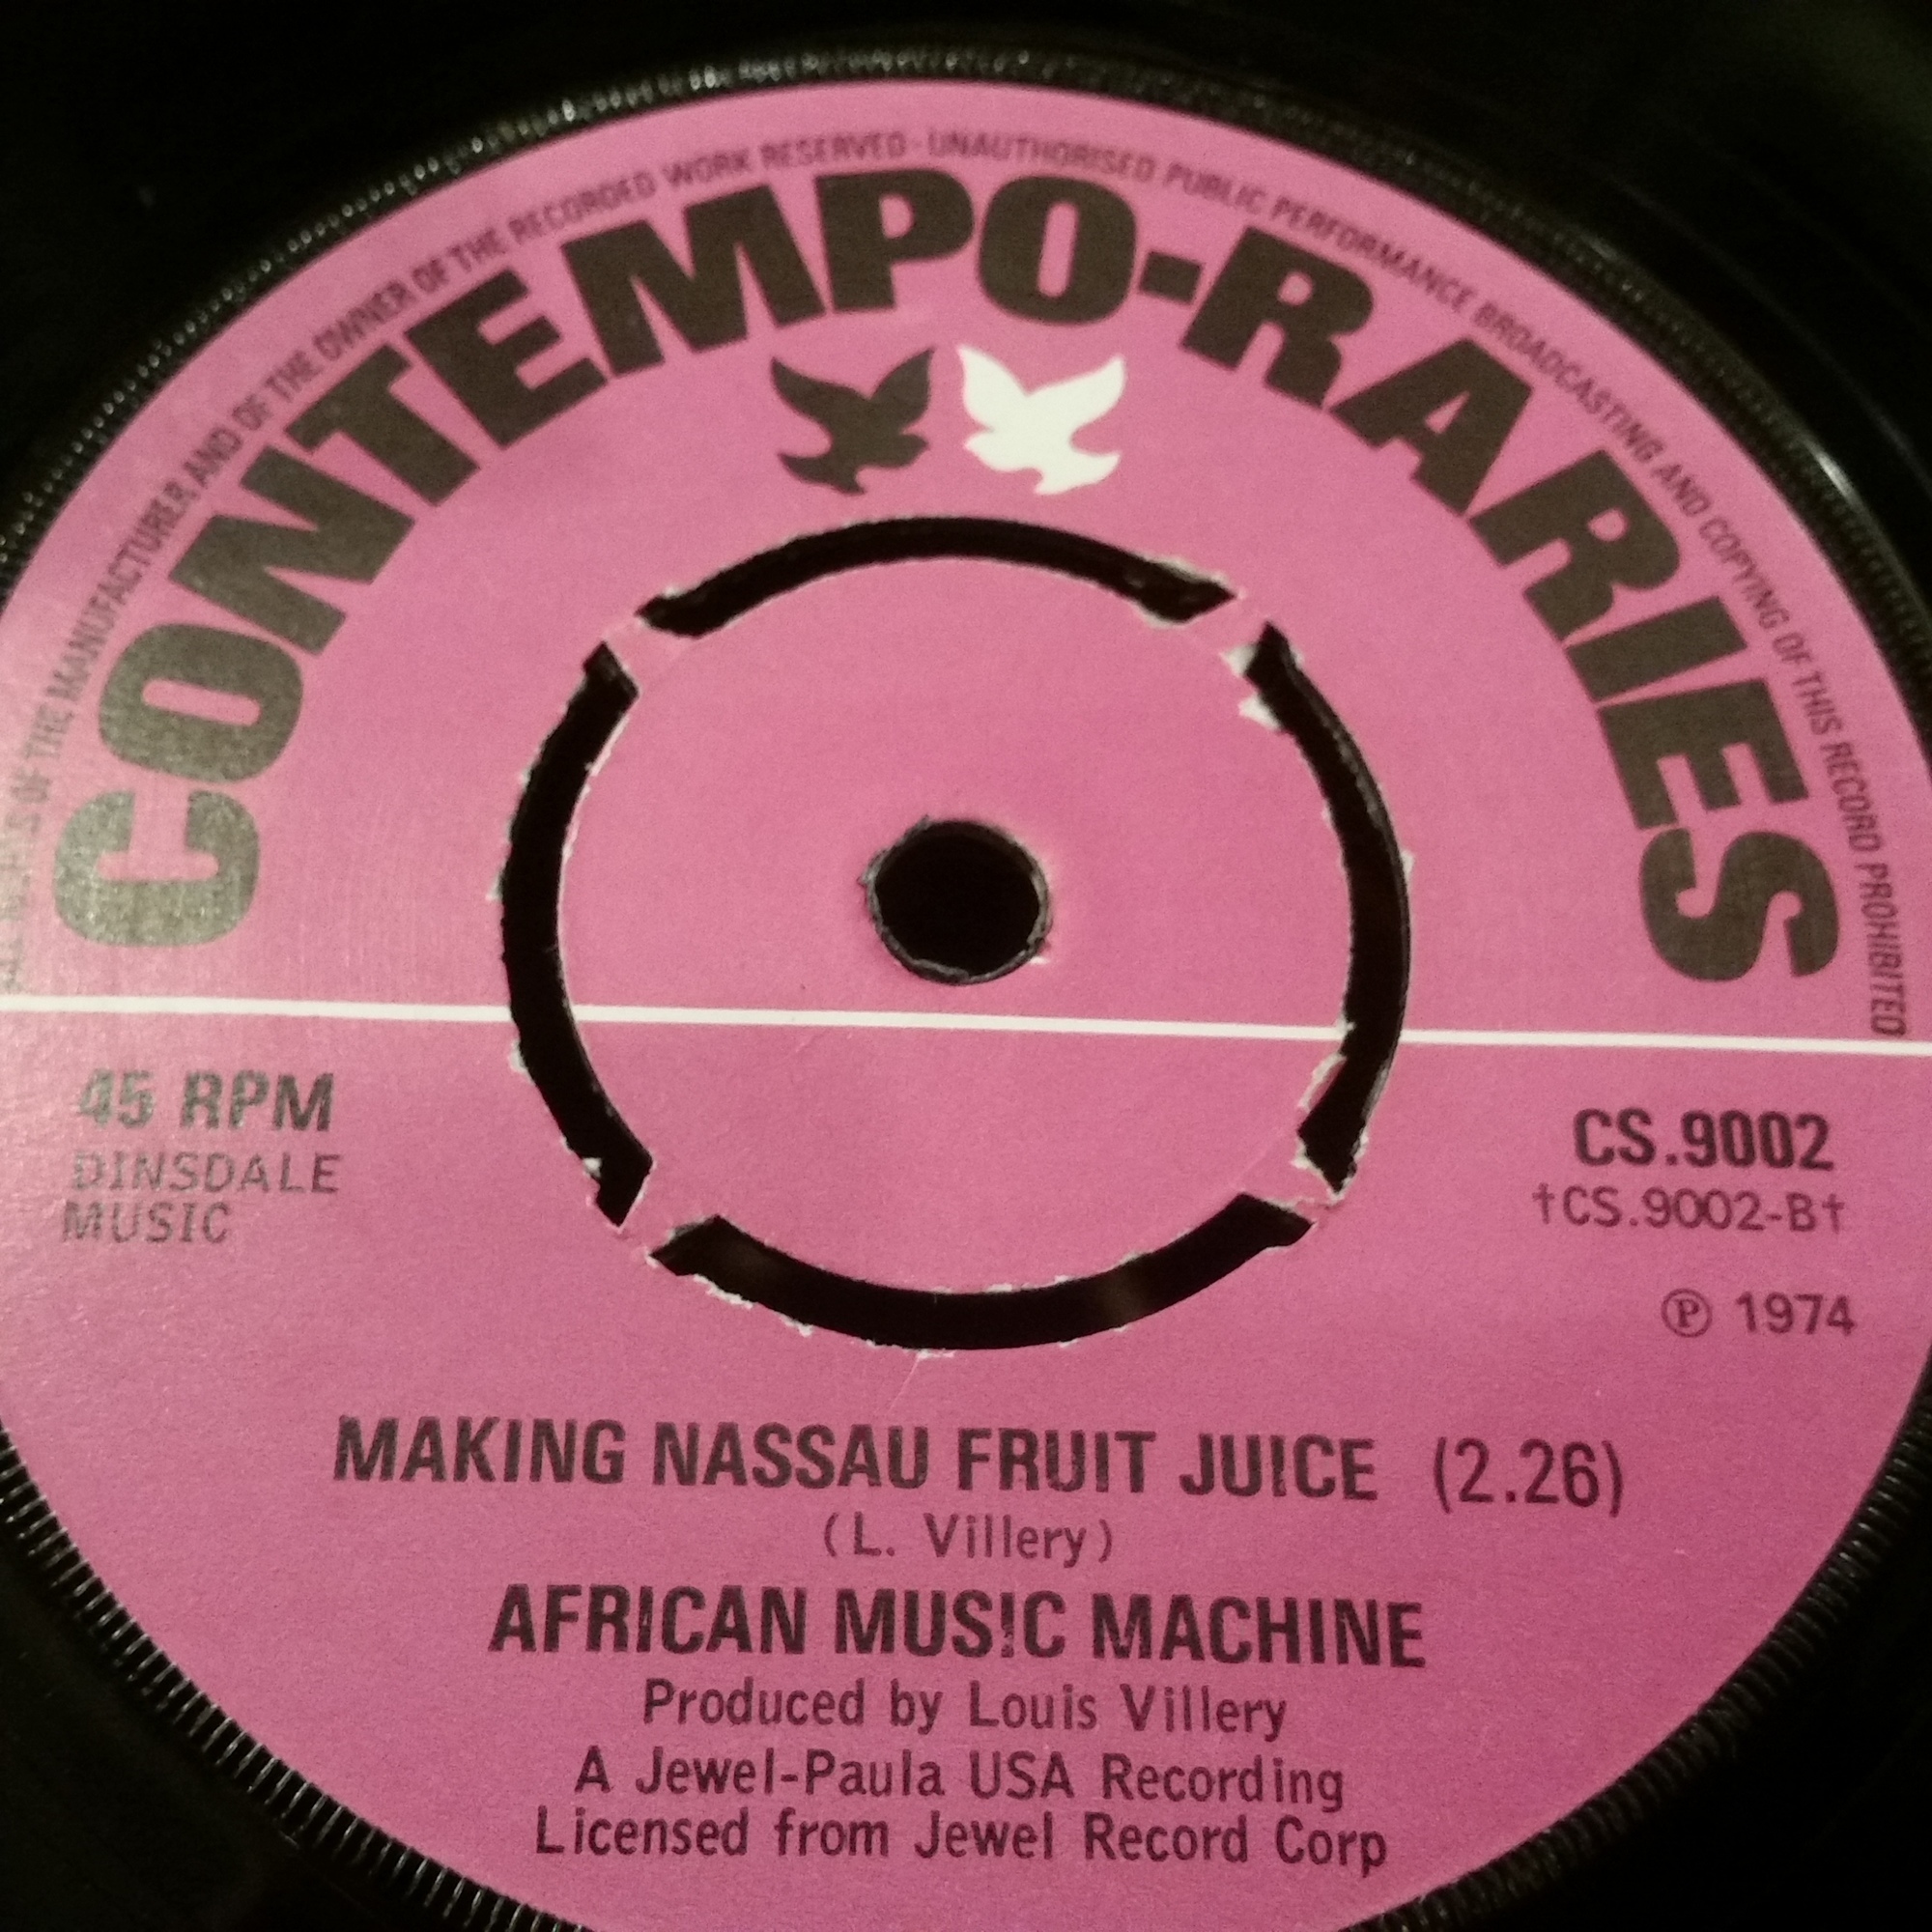 OF THE MANUFACTURER AND OF THE OWNER OF THE RECORDED WORK RESERVED · UNAUTHORISED PUBLIC PERFORMANCE BROADCASTING AND COPYING OF THIS RECORD PROHIBITED
CONTEMPO-RARIES
45 RPM
DINSDALE
MUSIC
CS.9002
†CS.9002-B†
℗ 1974
MAKING NASSAU FRUIT JUICE (2.26)
(L. Villery)
AFRICAN MUSIC MACHINE
Produced by Louis Villery
A Jewel-Paula USA Recording
Licensed from Jewel Record Corp